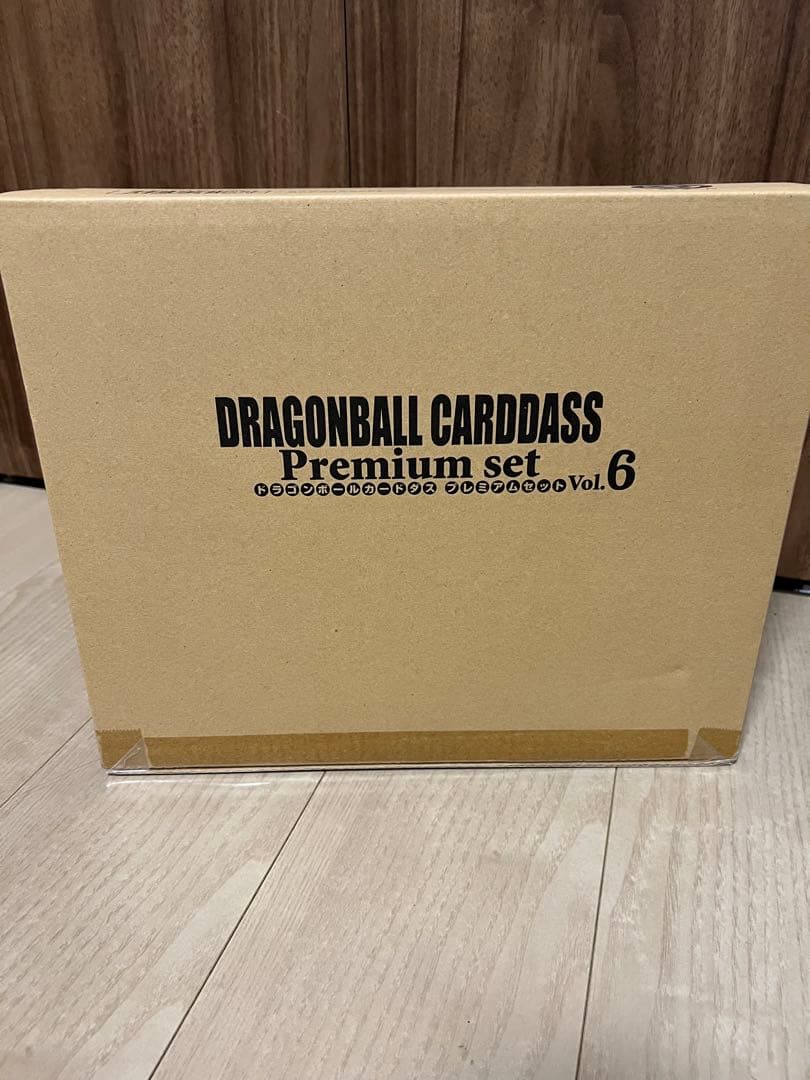 DRAGONBALL CARDDASS
Premium set
ドラゴンボールカードダス プレミアムセット Vol.6